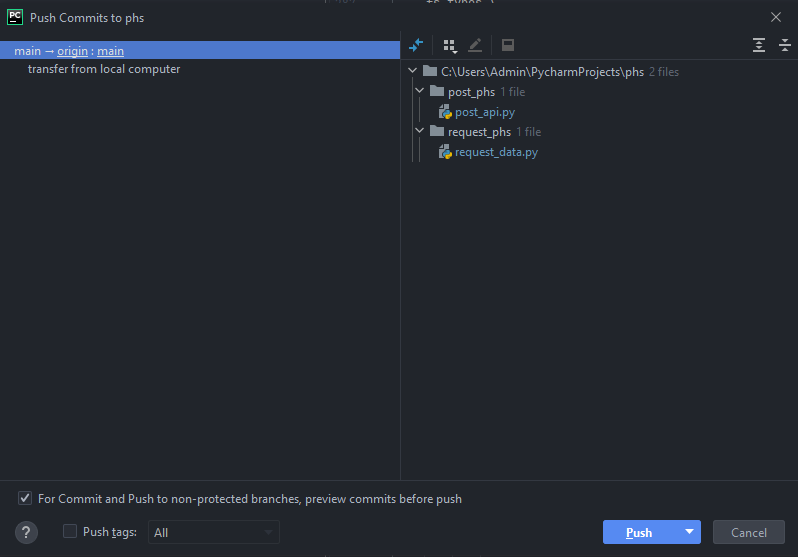 PC Push Commits to phs
main → origin : main
transfer from local computer
C:\Users\Admin\PycharmProjects\phs 2 files
post_phs 1 file
post_api.py
request_phs 1 file
request_data.py
For Commit and Push to non-protected branches, preview commits before push
? Push tags: All Push Cancel